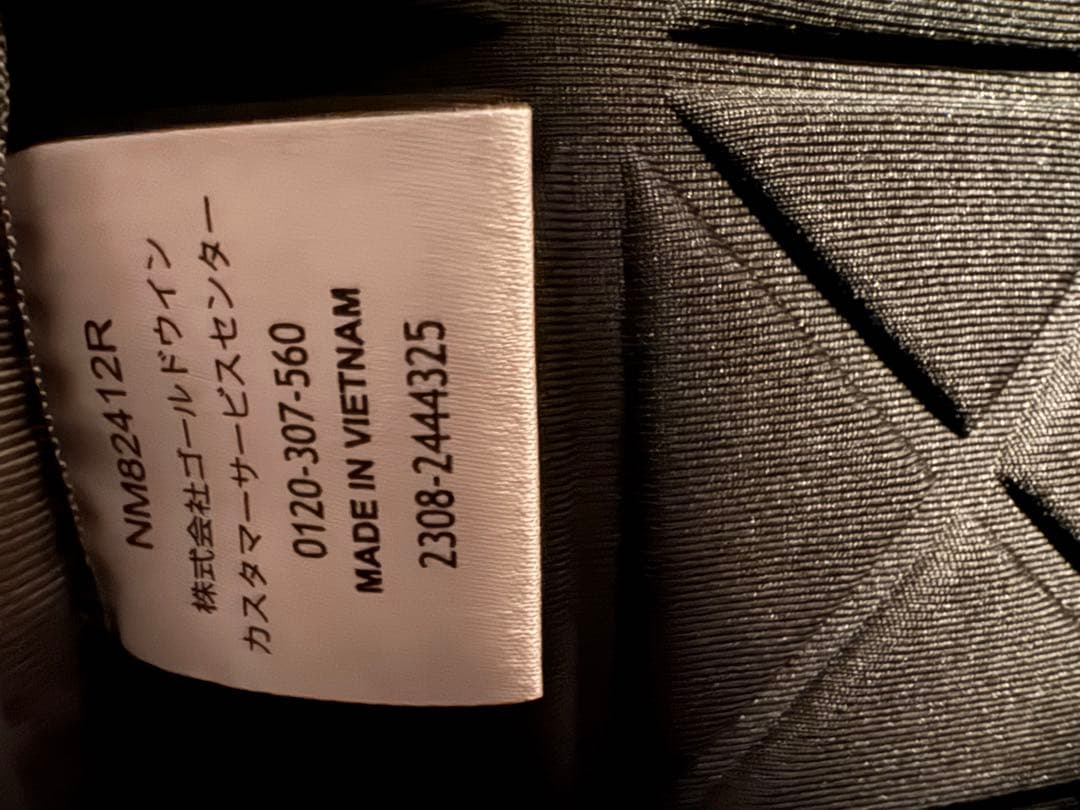 NM82412R
株式会社ゴールドウィン
カスタマーサービスセンター
0120-307-560
MADE IN VIETNAM
2308-2444325